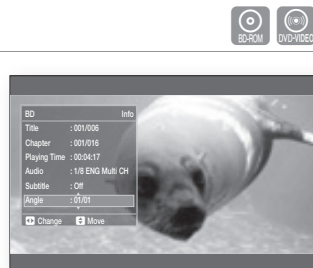 BD-ROM DVD-VIDEO
BD Info
Title : 001/006
Chapter : 001/016
Playing Time : 00:04:17
Audio : 1/8 ENG Multi CH
Subtitle : Off
Angle : 01/01
Change Move